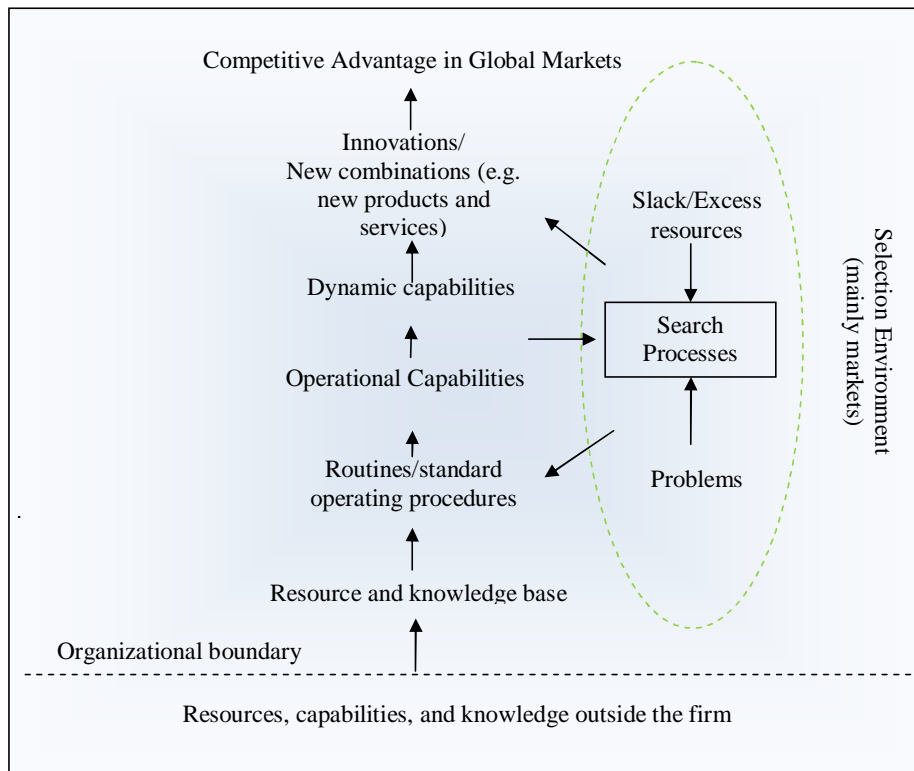 Competitive Advantage in Global Markets
Innovations/
New combinations (e.g.
new products and
services)
Slack/Excess
resources
Dynamic capabilities
Search
Processes
Operational Capabilities
Routines/standard
operating procedures
Problems
Resource and knowledge base
Organizational boundary
Resources, capabilities, and knowledge outside the firm
Selection Environment
(mainly markets)
.